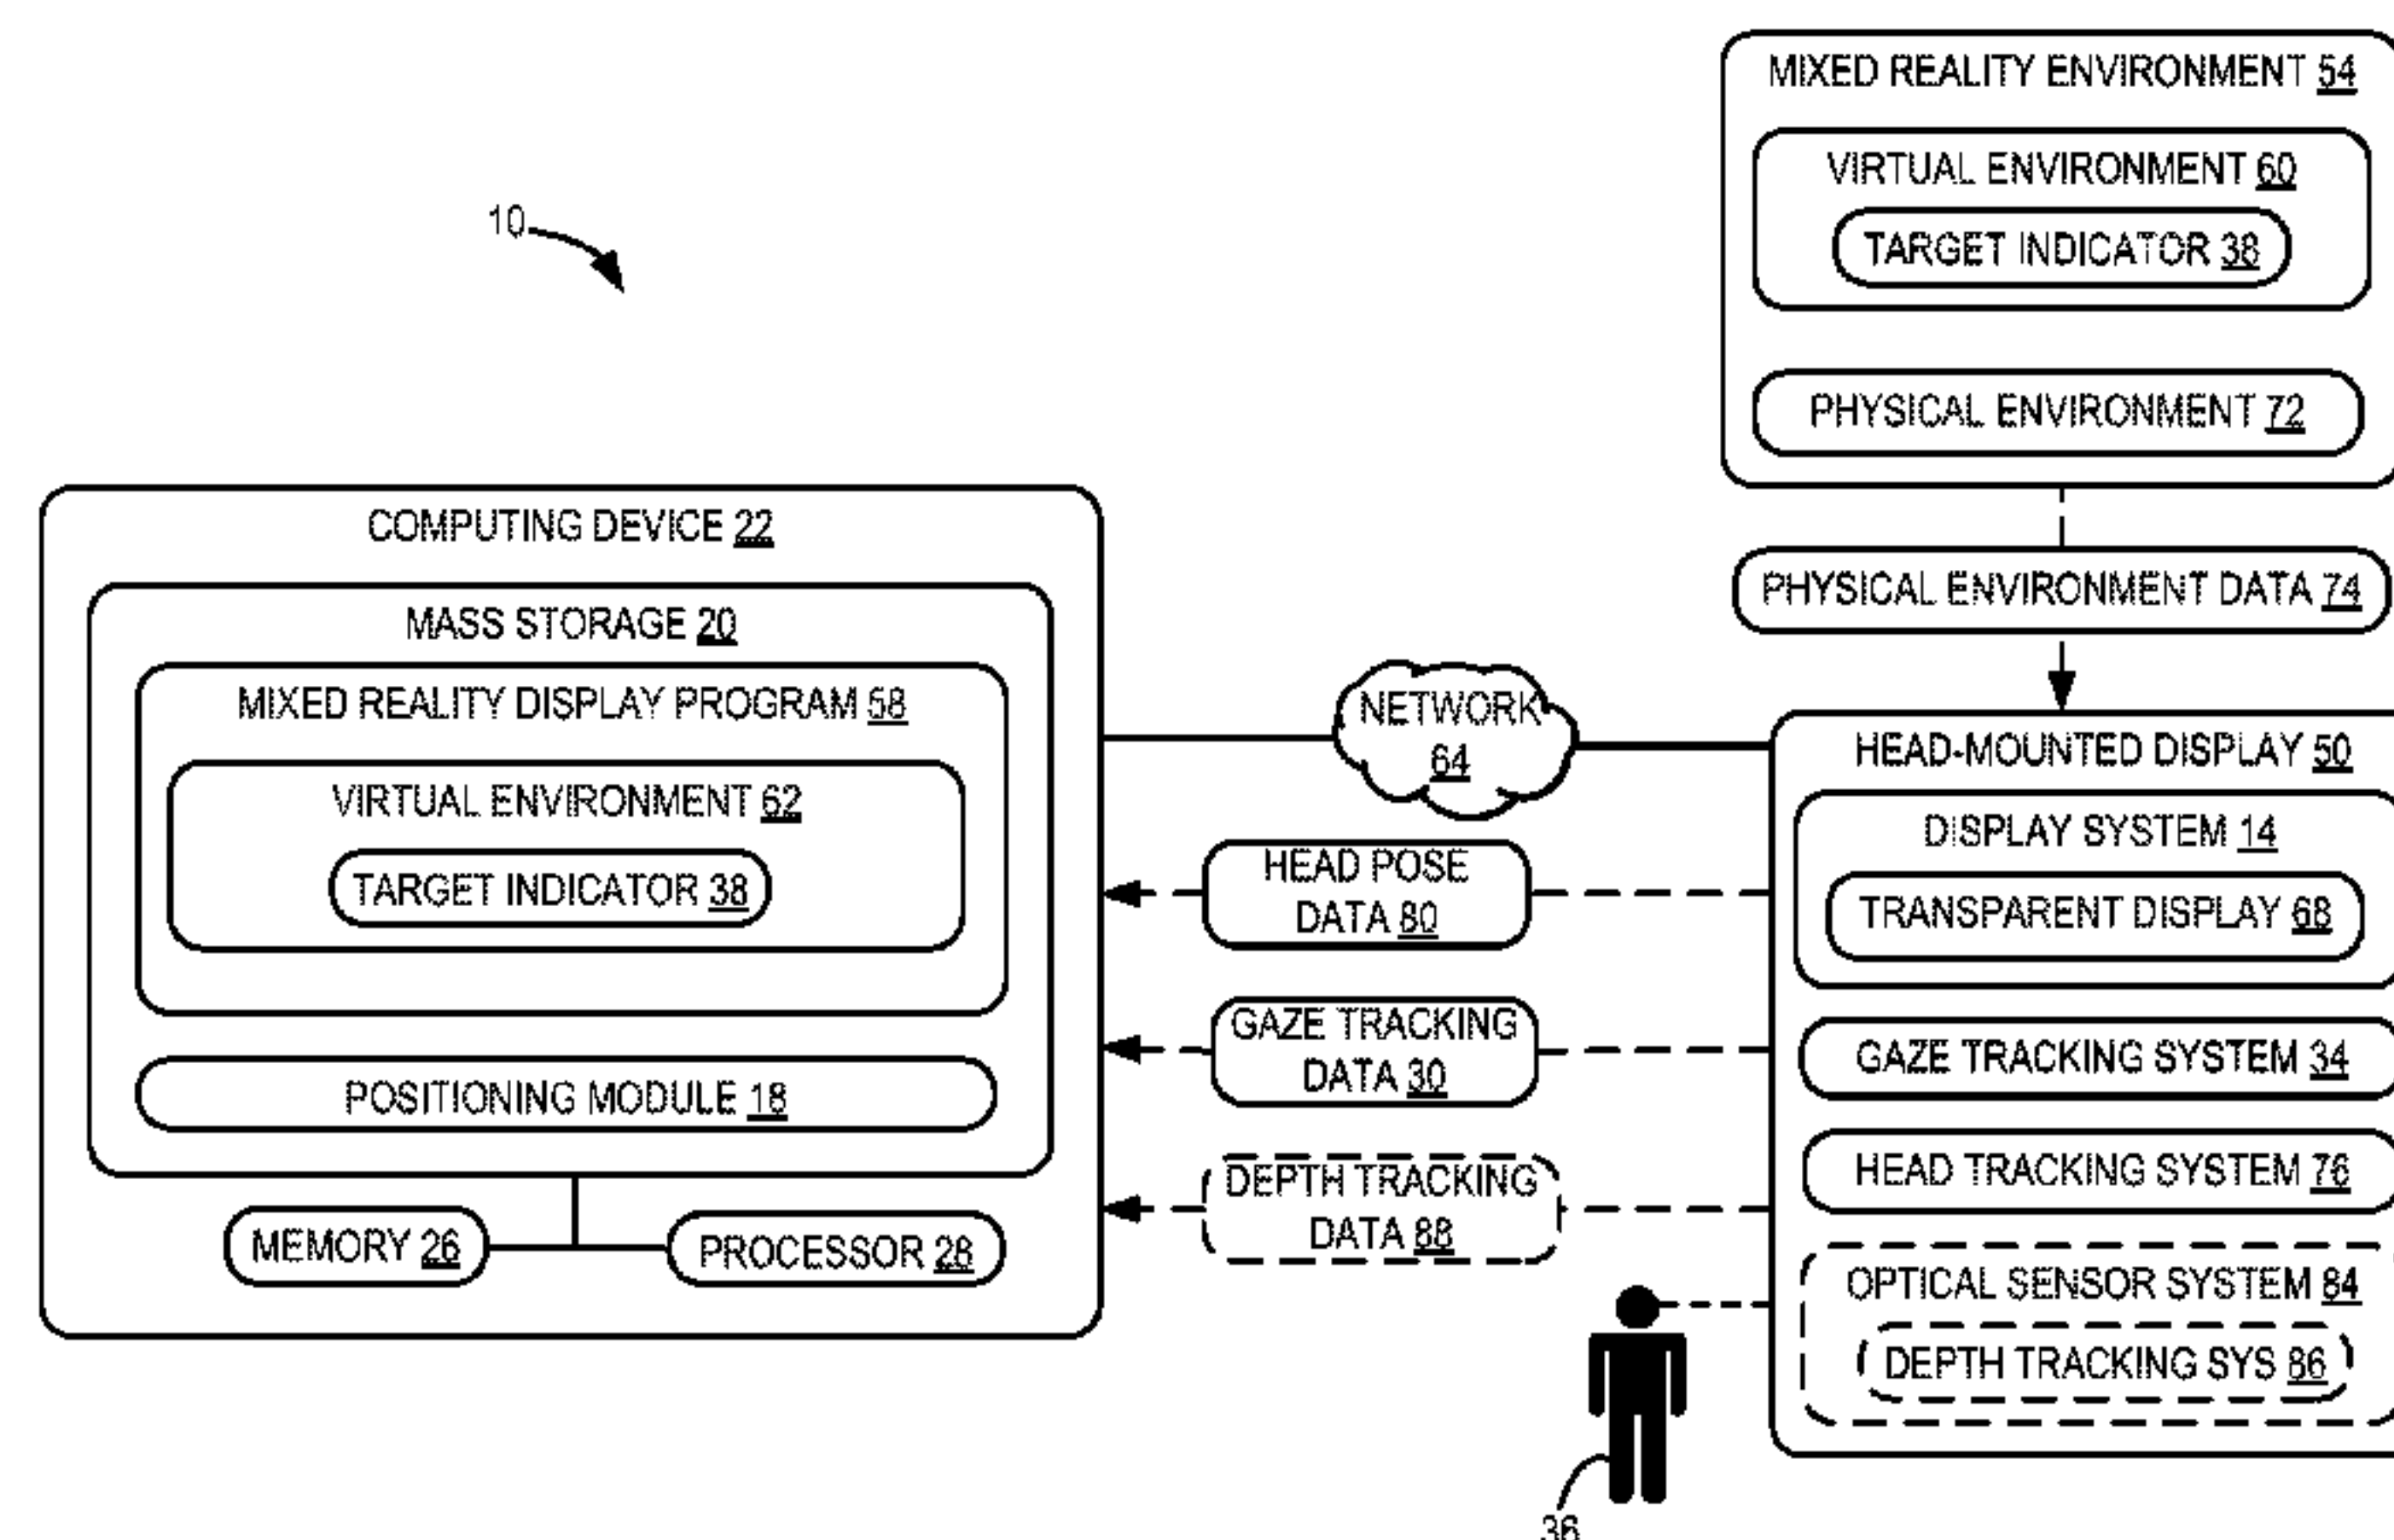 10
MIXED REALITY ENVIRONMENT 54
VIRTUAL ENVIRONMENT 60
TARGET INDICATOR 38
PHYSICAL ENVIRONMENT 72
PHYSICAL ENVIRONMENT DATA 74
COMPUTING DEVICE 22
MASS STORAGE 20
MIXED REALITY DISPLAY PROGRAM 58
VIRTUAL ENVIRONMENT 62
TARGET INDICATOR 38
POSITIONING MODULE 18
MEMORY 26
PROCESSOR 28
NETWORK
64
HEAD POSE
DATA 80
GAZE TRACKING
DATA 30
DEPTH TRACKING
DATA 88
HEAD-MOUNTED DISPLAY 50
DISPLAY SYSTEM 14
TRANSPARENT DISPLAY 68
GAZE TRACKING SYSTEM 34
HEAD TRACKING SYSTEM 76
OPTICAL SENSOR SYSTEM 84
DEPTH TRACKING SYS 86
36